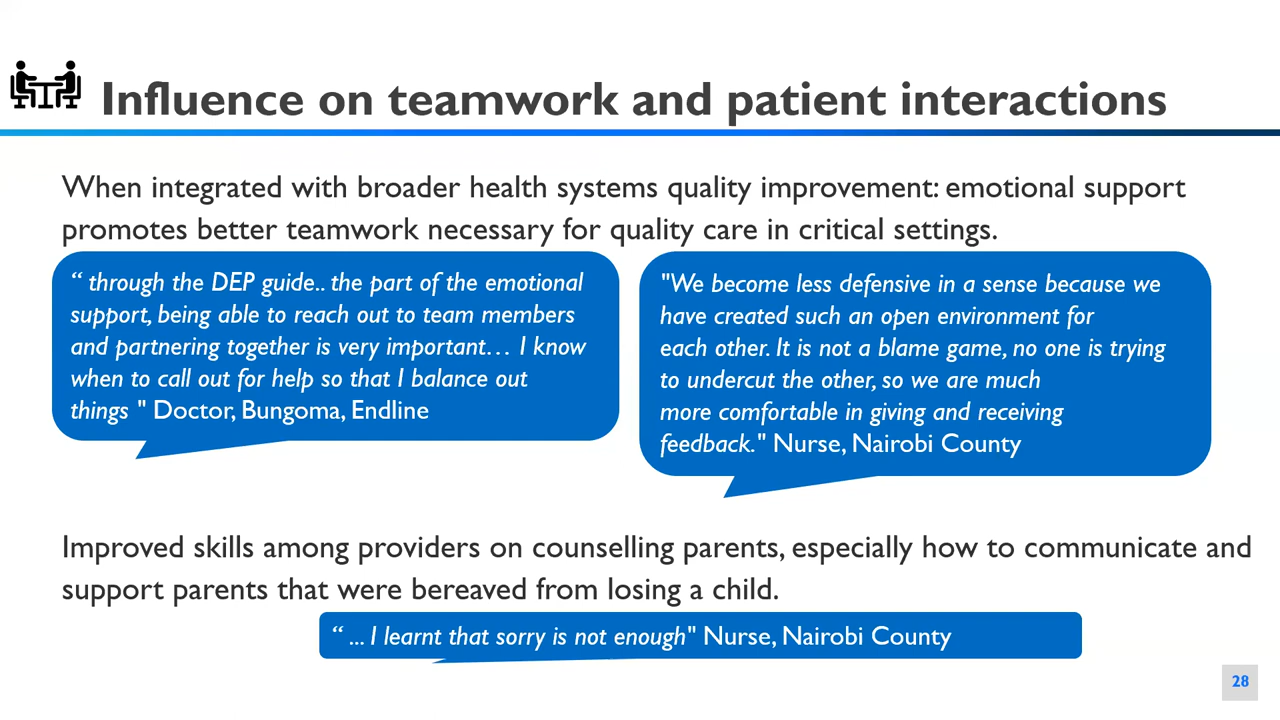 Influence on teamwork and patient interactions
When integrated with broader health systems quality improvement: emotional support
promotes better teamwork necessary for quality care in critical settings.
“ through the DEP guide.. the part of the emotional
support, being able to reach out to team members
and partnering together is very important… I know
when to call out for help so that I balance out
things " Doctor, Bungoma, Endline
"We become less defensive in a sense because we
have created such an open environment for
each other. It is not a blame game, no one is trying
to undercut the other, so we are much
more comfortable in giving and receiving
feedback." Nurse, Nairobi County
Improved skills among providers on counselling parents, especially how to communicate and
support parents that were bereaved from losing a child.
“ ... I learnt that sorry is not enough" Nurse, Nairobi County
28